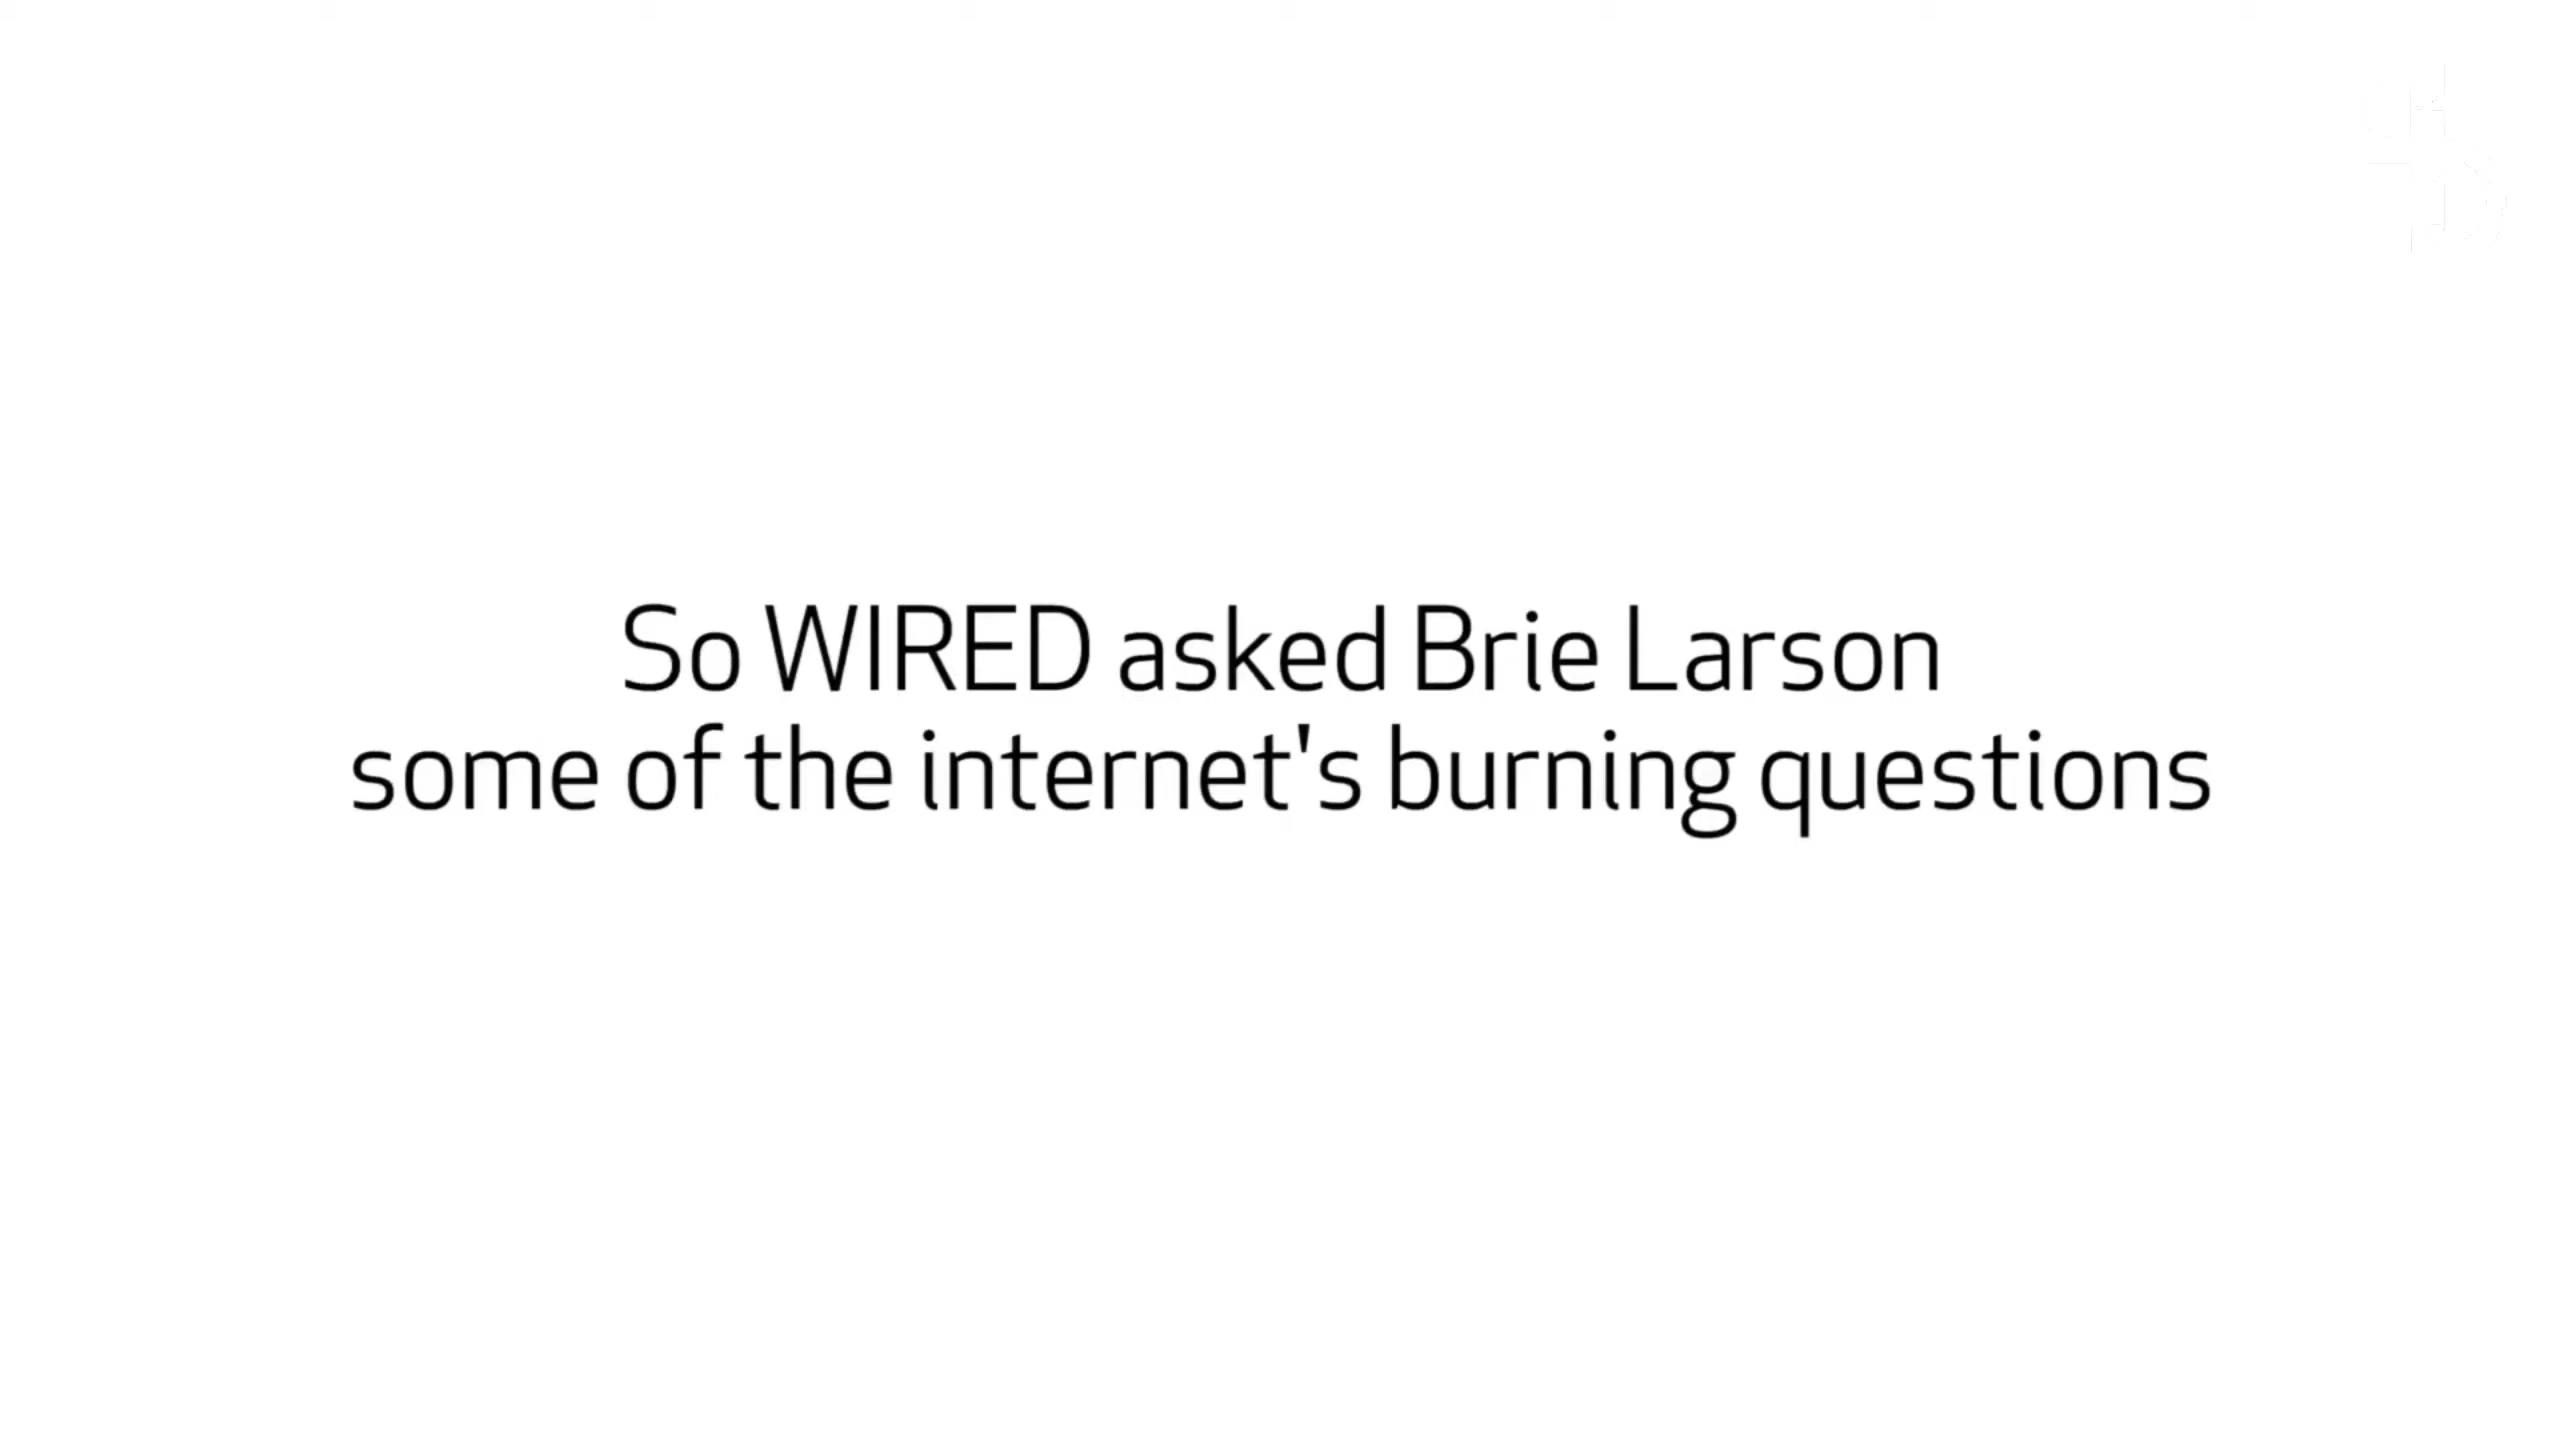 So WIRED asked Brie Larson
some of the internet's burning questions